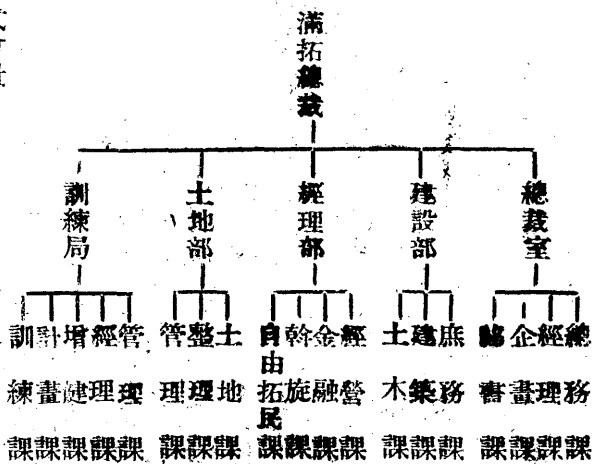 滿拓總裁
總裁室
建設部
經理部
土地部
訓練局
總務課
經理課
企畫課
祕書課
庶務課
建築課
土木課
經營課
金融課
斡旋課
自由拓民課
土地課
整理課
管理課
管理課
經理課
增健課
計畫課
訓練課